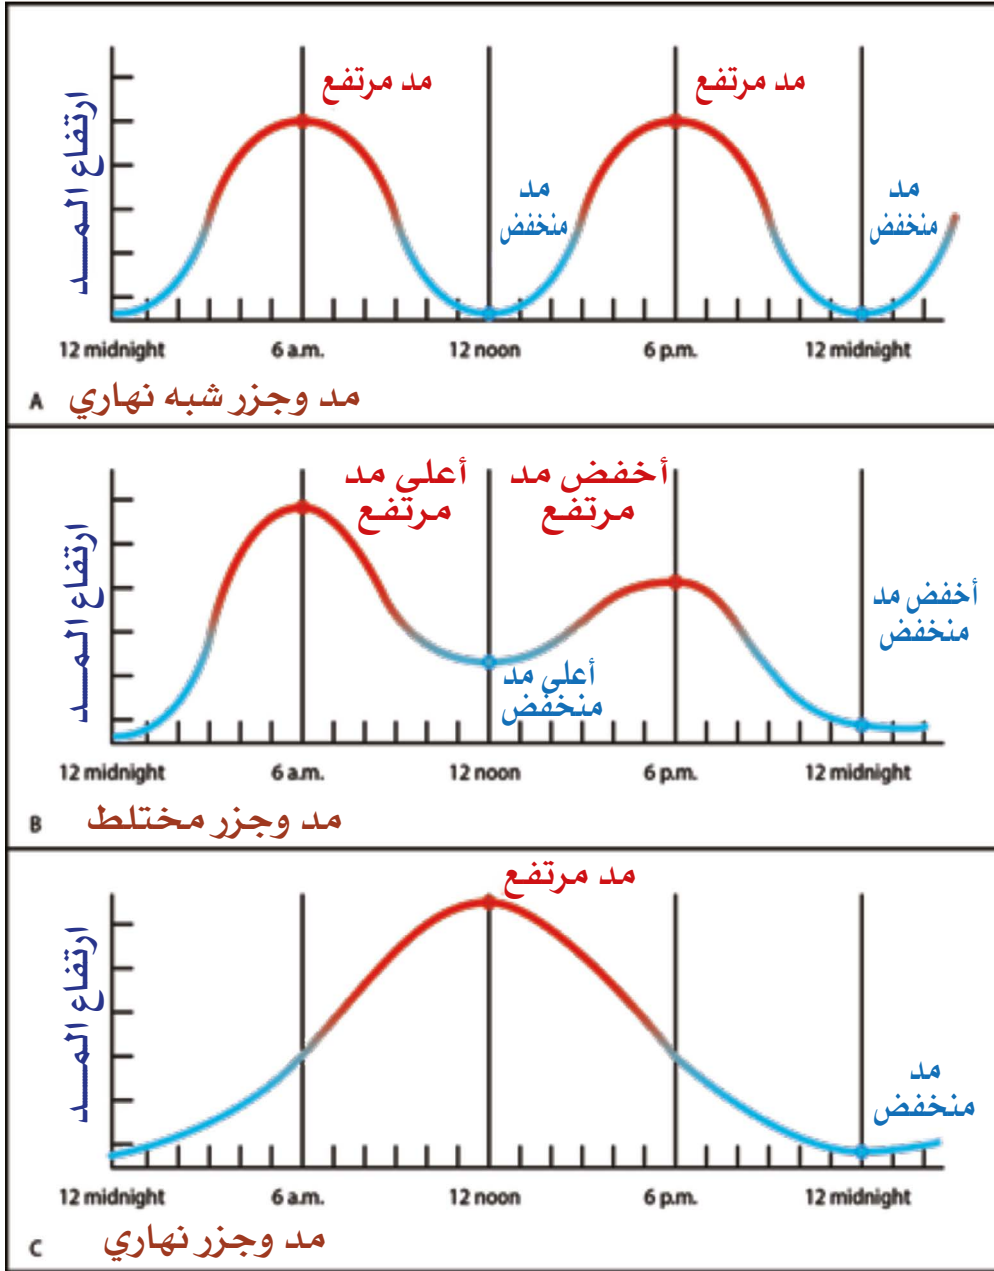 مد مرتفع
مد مرتفع
مد
منخفض
مد
منخفض
ارتفاع المــد
12 midnight
6 a.m.
12 noon
6 p.m.
12 midnight
A مد وجزر شبه نهاري
أعلى مد
مرتفع
أخفض مد
مرتفع
أخفض مد
منخفض
أعلى مد
منخفض
ارتفاع المــد
12 midnight
6 a.m.
12 noon
6 p.m.
12 midnight
B مد وجزر مختلط
مد مرتفع
مد
منخفض
ارتفاع المــد
12 midnight
6 a.m.
12 noon
6 p.m.
12 midnight
C مد وجزر نهاري